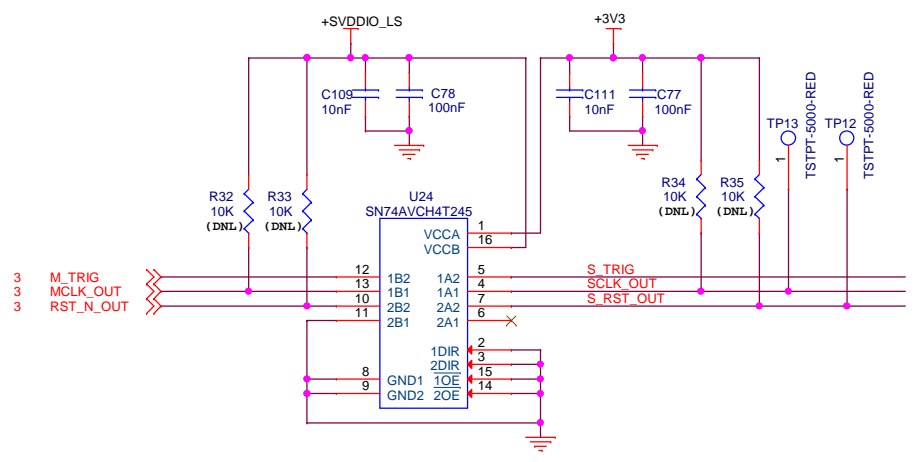 +SVDDIO_LS
+3V3
C109
10nF
C78
100nF
C111
10nF
C77
100nF
TP13
1
TSTPT-5000-RED
TP12
1
TSTPT-5000-RED
R32
10K
(DNL)
R33
10K
(DNL)
R34
10K
(DNL)
R35
10K
(DNL)
U24
SN74AVCH4T245
VCCA 1
VCCB 16
3 M_TRIG 12 1B2 1A2 5 S_TRIG
3 MCLK_OUT 13 1B1 1A1 4 SCLK_OUT
3 RST_N_OUT 10 2B2 2A2 7 S_RST_OUT
11 2B1 2A1 6
1DIR 2
2DIR 3
8 GND1 1OE 15
9 GND2 2OE 14